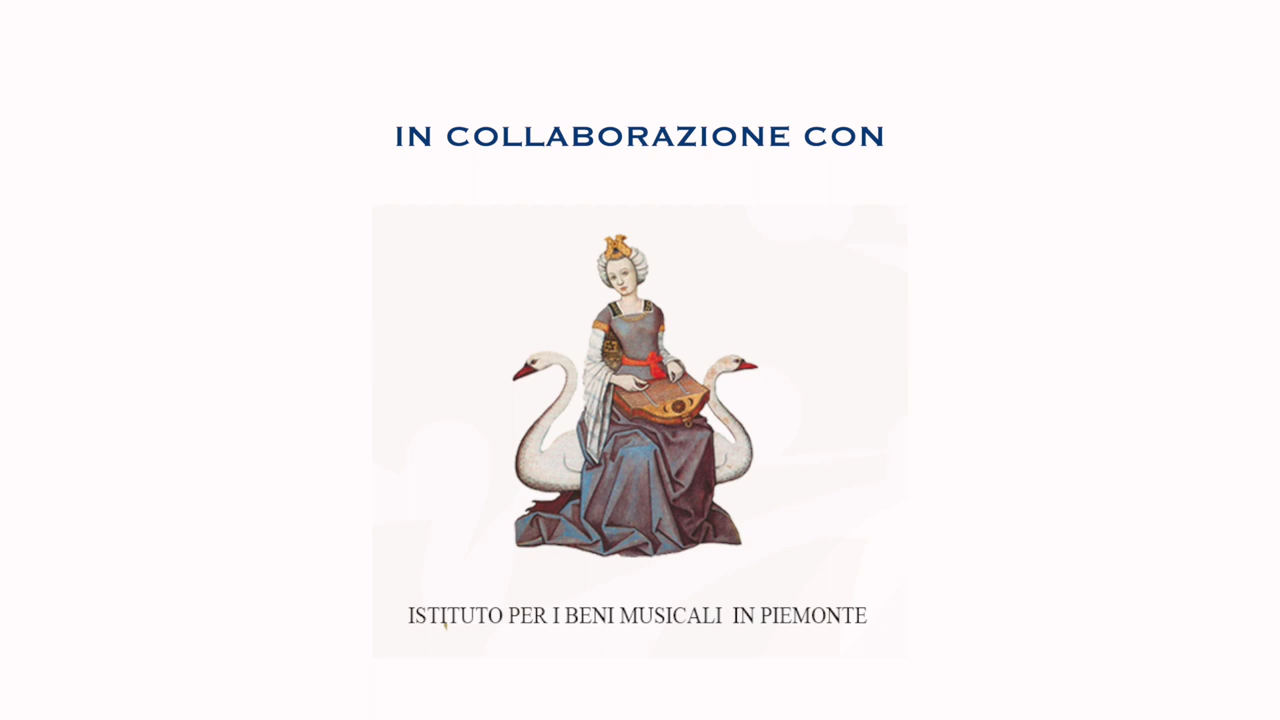 IN COLLABORAZIONE CON
ISTITUTO PER I BENI MUSICALI IN PIEMONTE